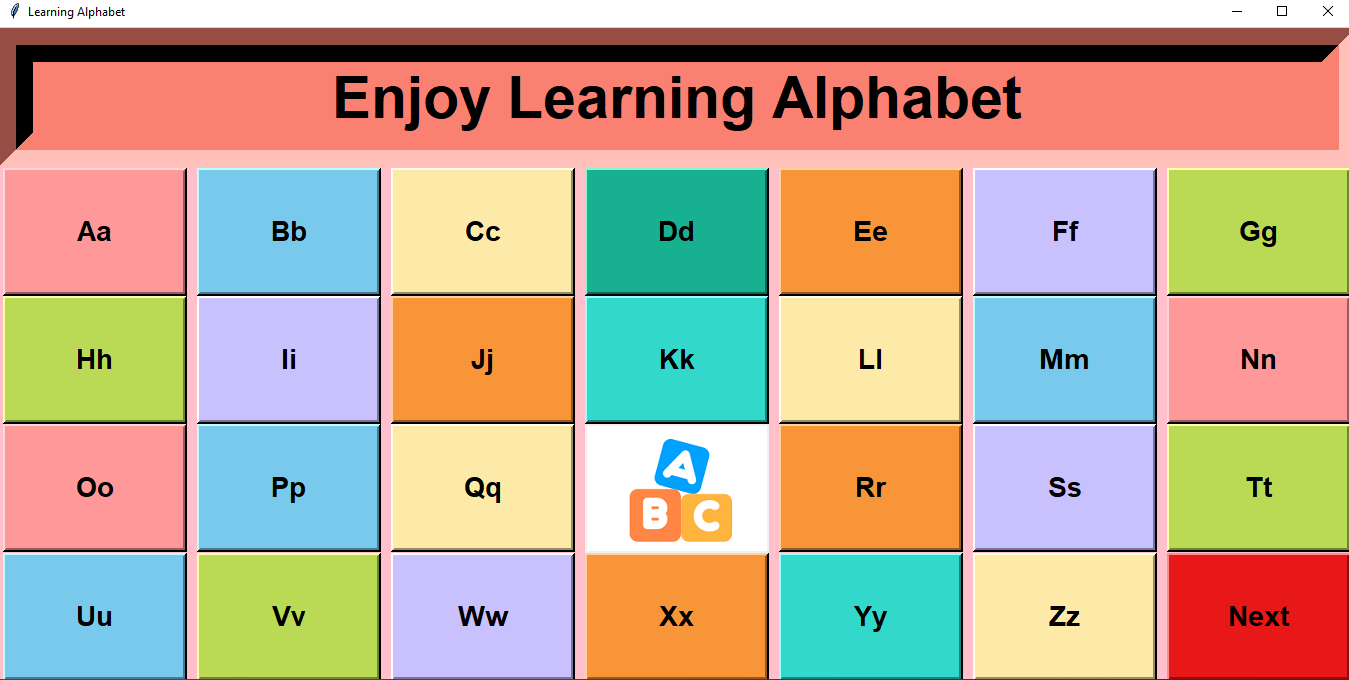 Learning Alphabet
Enjoy Learning Alphabet
Aa Bb Cc Dd Ee Ff Gg
Hh Ii Jj Kk Ll Mm Nn
Oo Pp Qq A B C Rr Ss Tt
Uu Vv Ww Xx Yy Zz Next